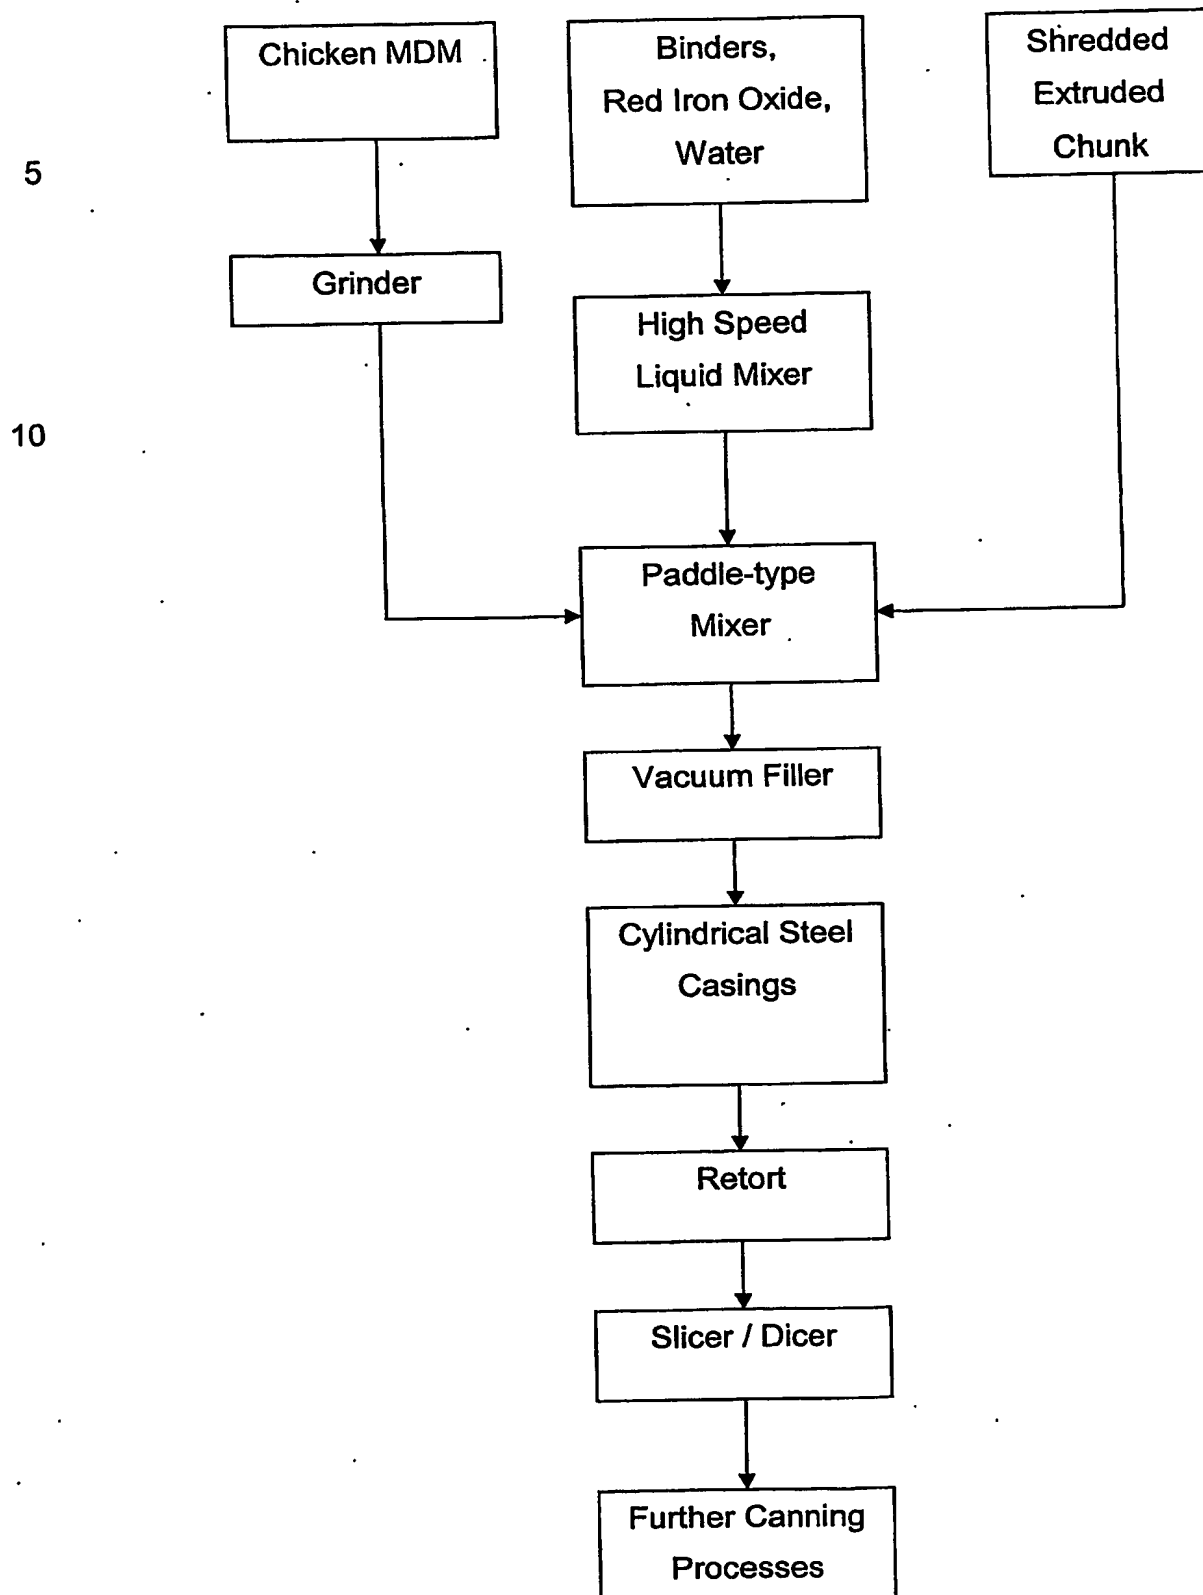 Chicken MDM
Binders,
Red Iron Oxide,
Water
Shredded
Extruded
Chunk
5
Grinder
High Speed
Liquid Mixer
10
Paddle-type
Mixer
Vacuum Filler
Cylindrical Steel
Casings
Retort
Slicer / Dicer
Further Canning
Processes